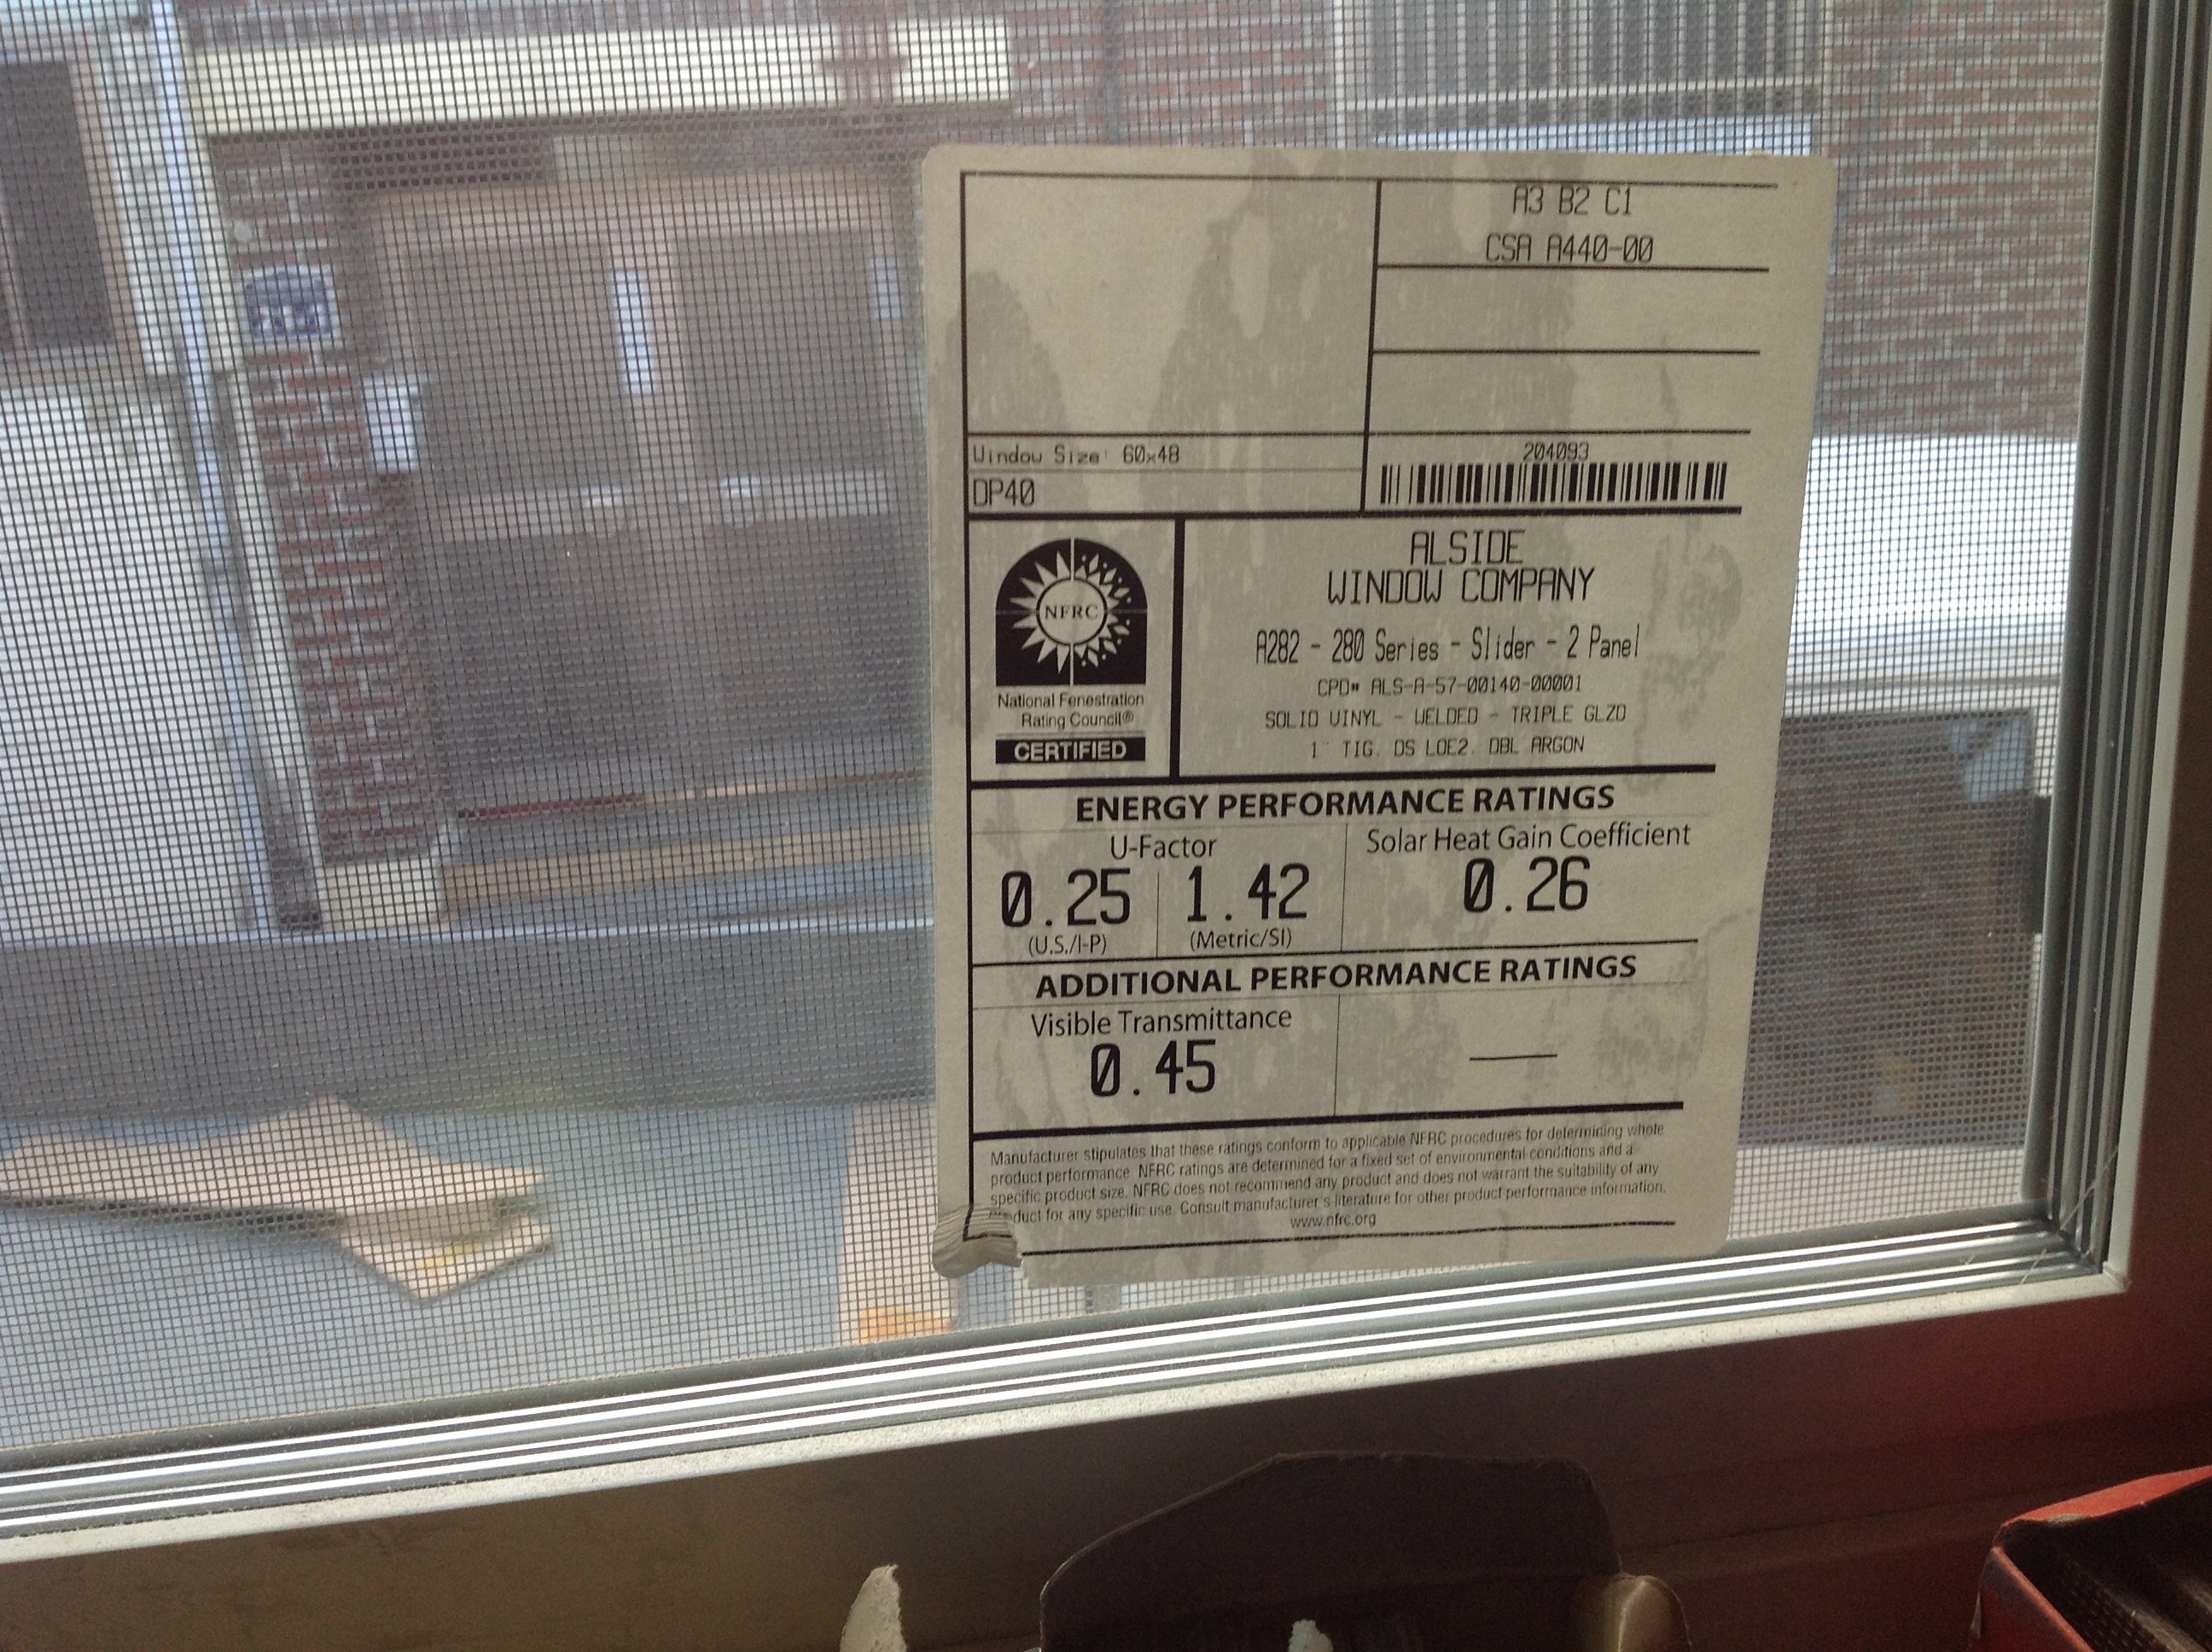 A3 B2 C1
CSA A440-00
Window Size: 60x48
204093
DP40
NFRC
National Fenestration
Rating Council®
CERTIFIED
ALSIDE
WINDOW COMPANY
A282 - 280 Series - Slider - 2 Panel
CPD# ALS-A-57-00140-00001
SOLID VINYL - WELDED - TRIPLE GLZD
1" TIG. DS LOE2. DBL ARGON
ENERGY PERFORMANCE RATINGS
U-Factor
0.25 1.42
(U.S./I-P) (Metric/SI)
Solar Heat Gain Coefficient
0.26
ADDITIONAL PERFORMANCE RATINGS
Visible Transmittance
0.45
Manufacturer stipulates that these ratings conform to applicable NFRC procedures for determining whole
product performance. NFRC ratings are determined for a fixed set of environmental conditions and a
specific product size. NFRC does not recommend any product and does not warrant the suitability of any
product for any specific use. Consult manufacturer's literature for other product performance information.
www.nfrc.org